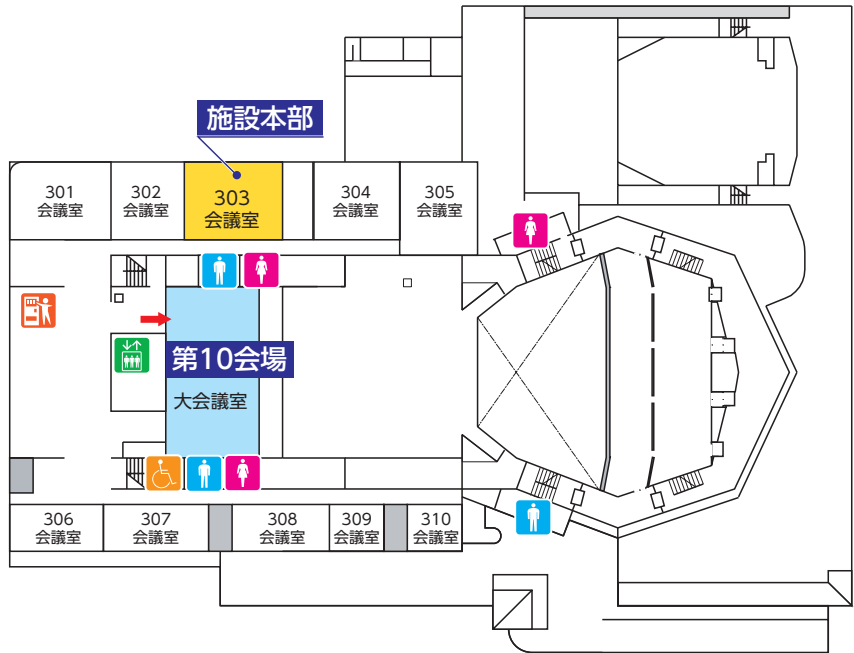 施設本部
301
会議室
302
会議室
303
会議室
304
会議室
305
会議室
第10会場
大会議室
306
会議室
307
会議室
308
会議室
309
会議室
310
会議室